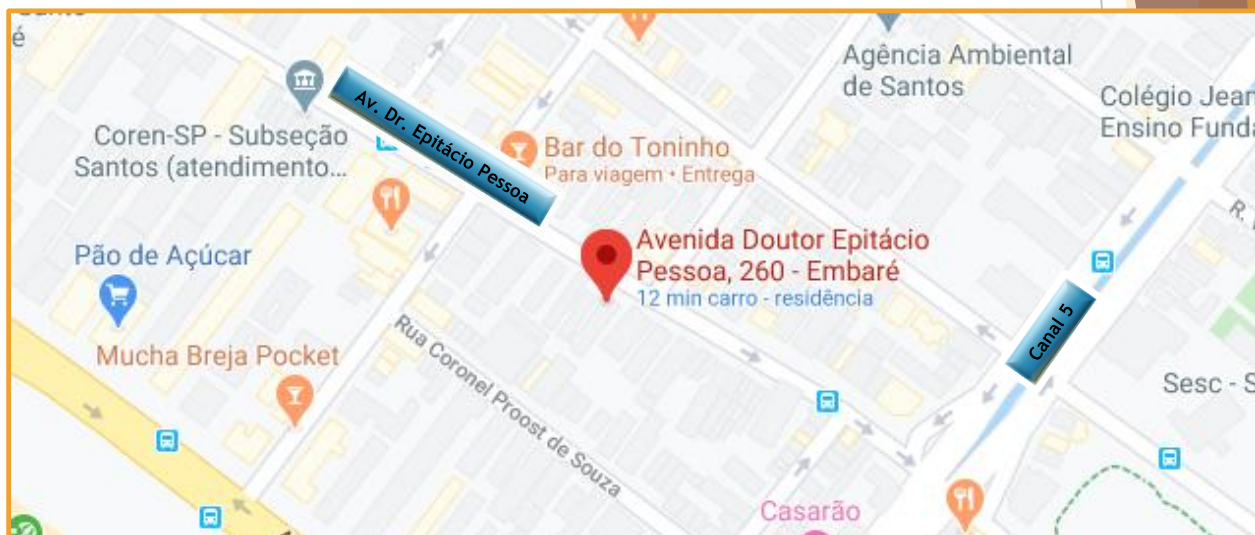 é
Coren-SP - Subseção
Santos (atendimento...
Av. Dr. Epitácio Pessoa
Bar do Toninho
Para viagem • Entrega
Agência Ambiental
de Santos
Colégio Jean
Ensino Funda
Pão de Açúcar
Avenida Doutor Epitácio
Pessoa, 260 - Embaré
12 min carro - residência
Canal 5
Mucha Breja Pocket
Rua Coronel Proost de Souza
Sesc - S
Casarão
R.